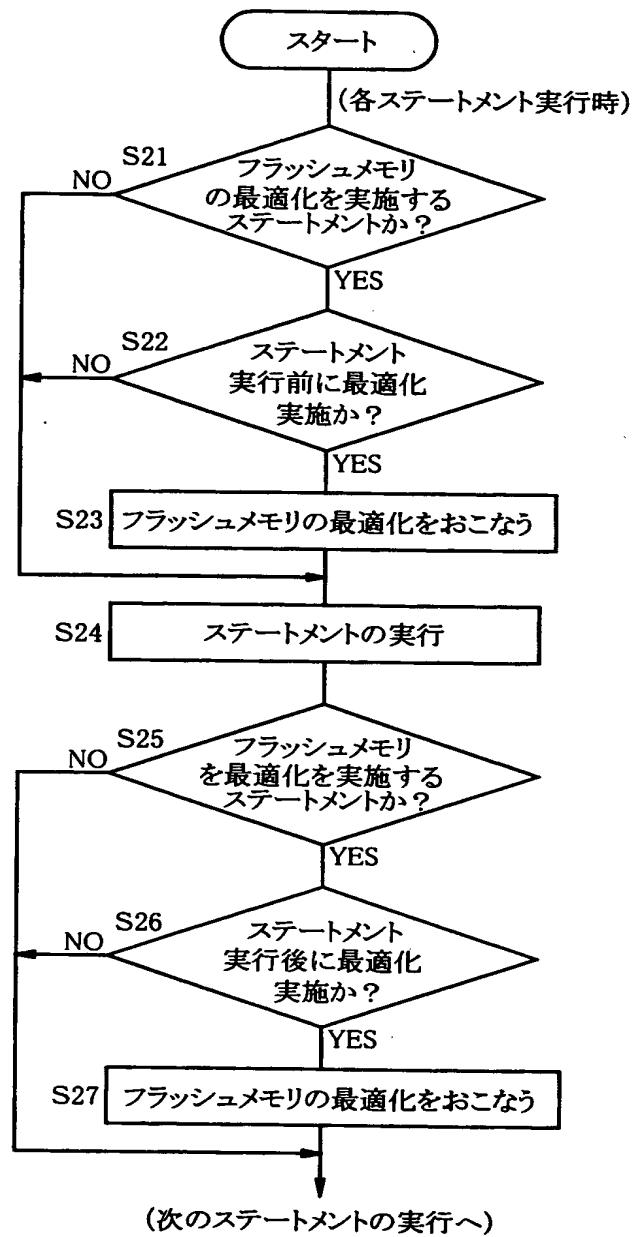 スタート
(各ステートメント実行時)
S21
NO
フラッシュメモリ
の最適化を実施する
ステートメントか？
YES
S22
NO
ステートメント
実行前に最適化
実施か？
YES
S23
フラッシュメモリの最適化をおこなう
S24
ステートメントの実行
S25
NO
フラッシュメモリ
を最適化を実施する
ステートメントか？
YES
S26
NO
ステートメント
実行後に最適化
実施か？
YES
S27
フラッシュメモリの最適化をおこなう
(次のステートメントの実行へ)